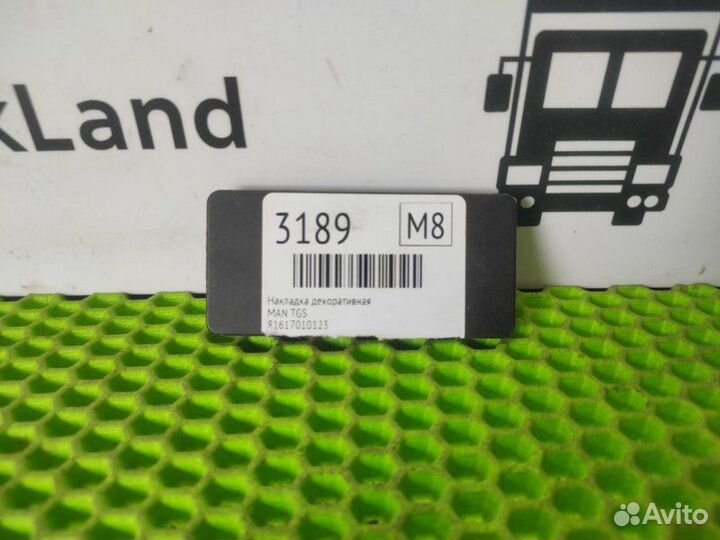 kLand
3189
M8
Накладка декоративная
MAN TGS
81617010123
Avito